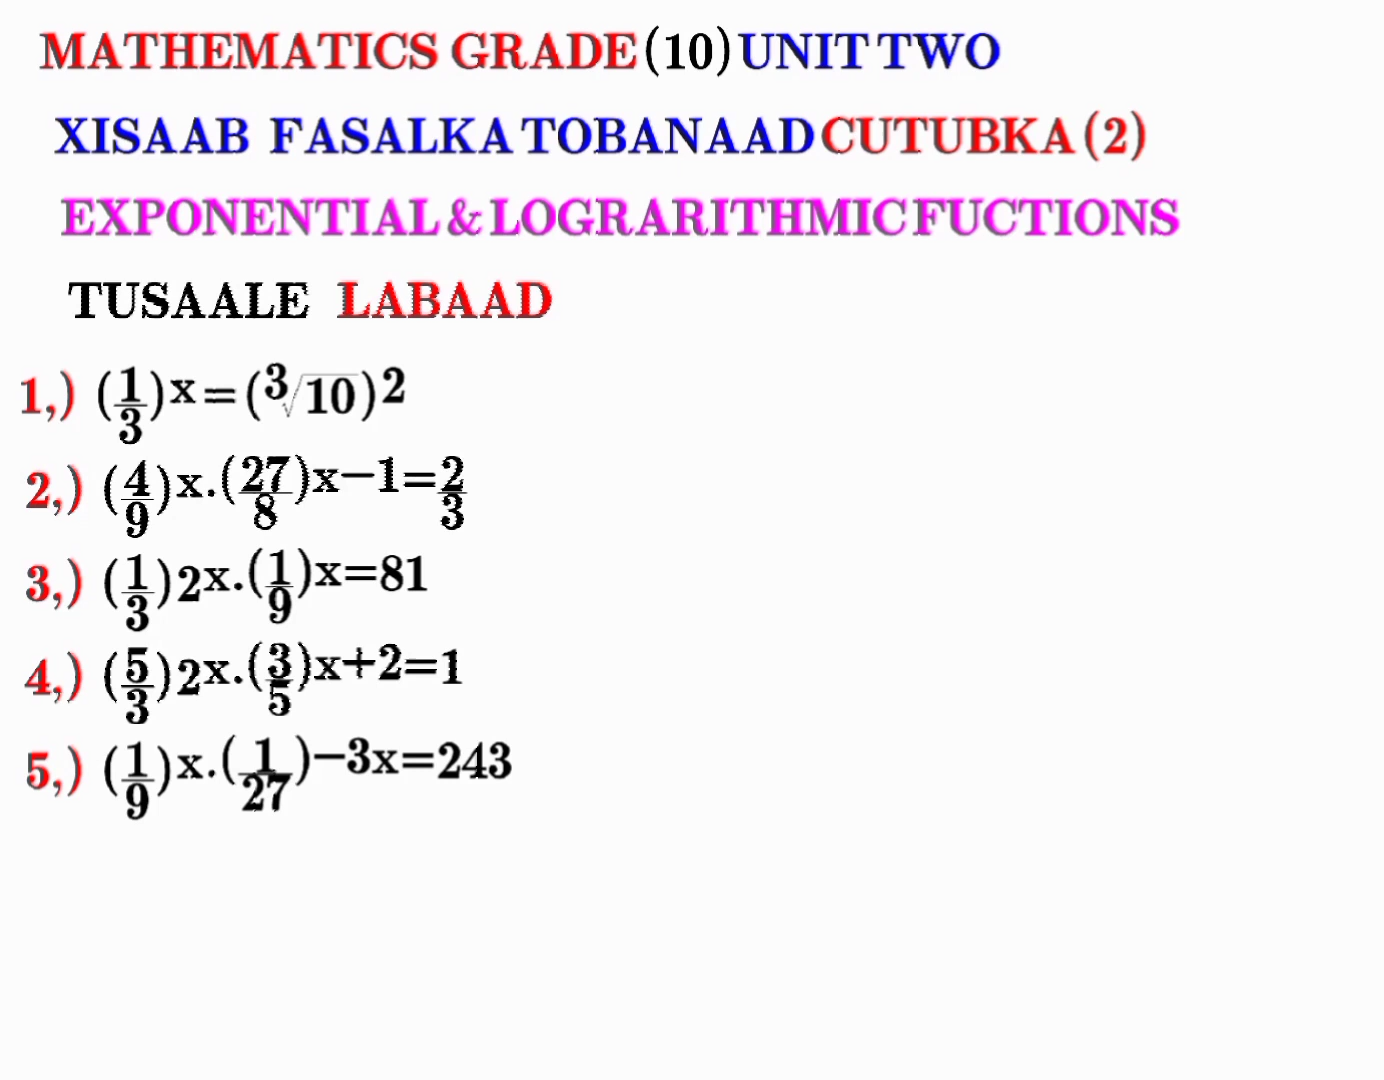 MATHEMATICS GRADE (10) UNIT TWO
XISAAB FASALKA TOBANAAD CUTUBKA (2)
EXPONENTIAL & LOGRARITHMIC FUCTIONS
TUSAALE LABAAD
1,) (1/3)x=(3√10)2
2,) (4/9)x.(27/8)x−1=2/3
3,) (1/3)2x.(1/9)x=81
4,) (5/3)2x.(3/5)x+2=1
5,) (1/9)x.(1/27)−3x=243